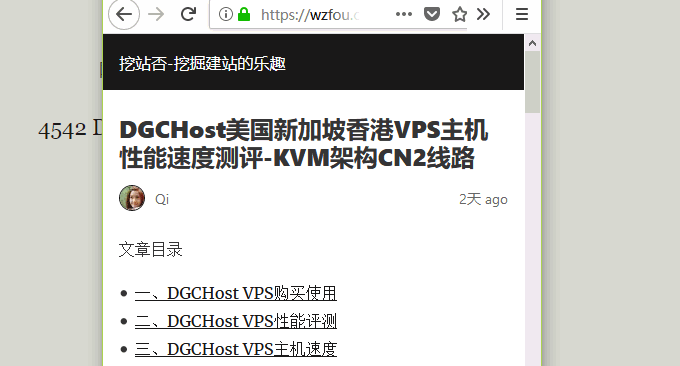 https://wzfou.c
挖站否-挖掘建站的乐趣
DGCHost美国新加坡香港VPS主机
性能速度测评-KVM架构CN2线路
Qi
2天 ago
4542 D
文章目录
一、DGCHost VPS购买使用
二、DGCHost VPS性能评测
三、DGCHost VPS主机速度